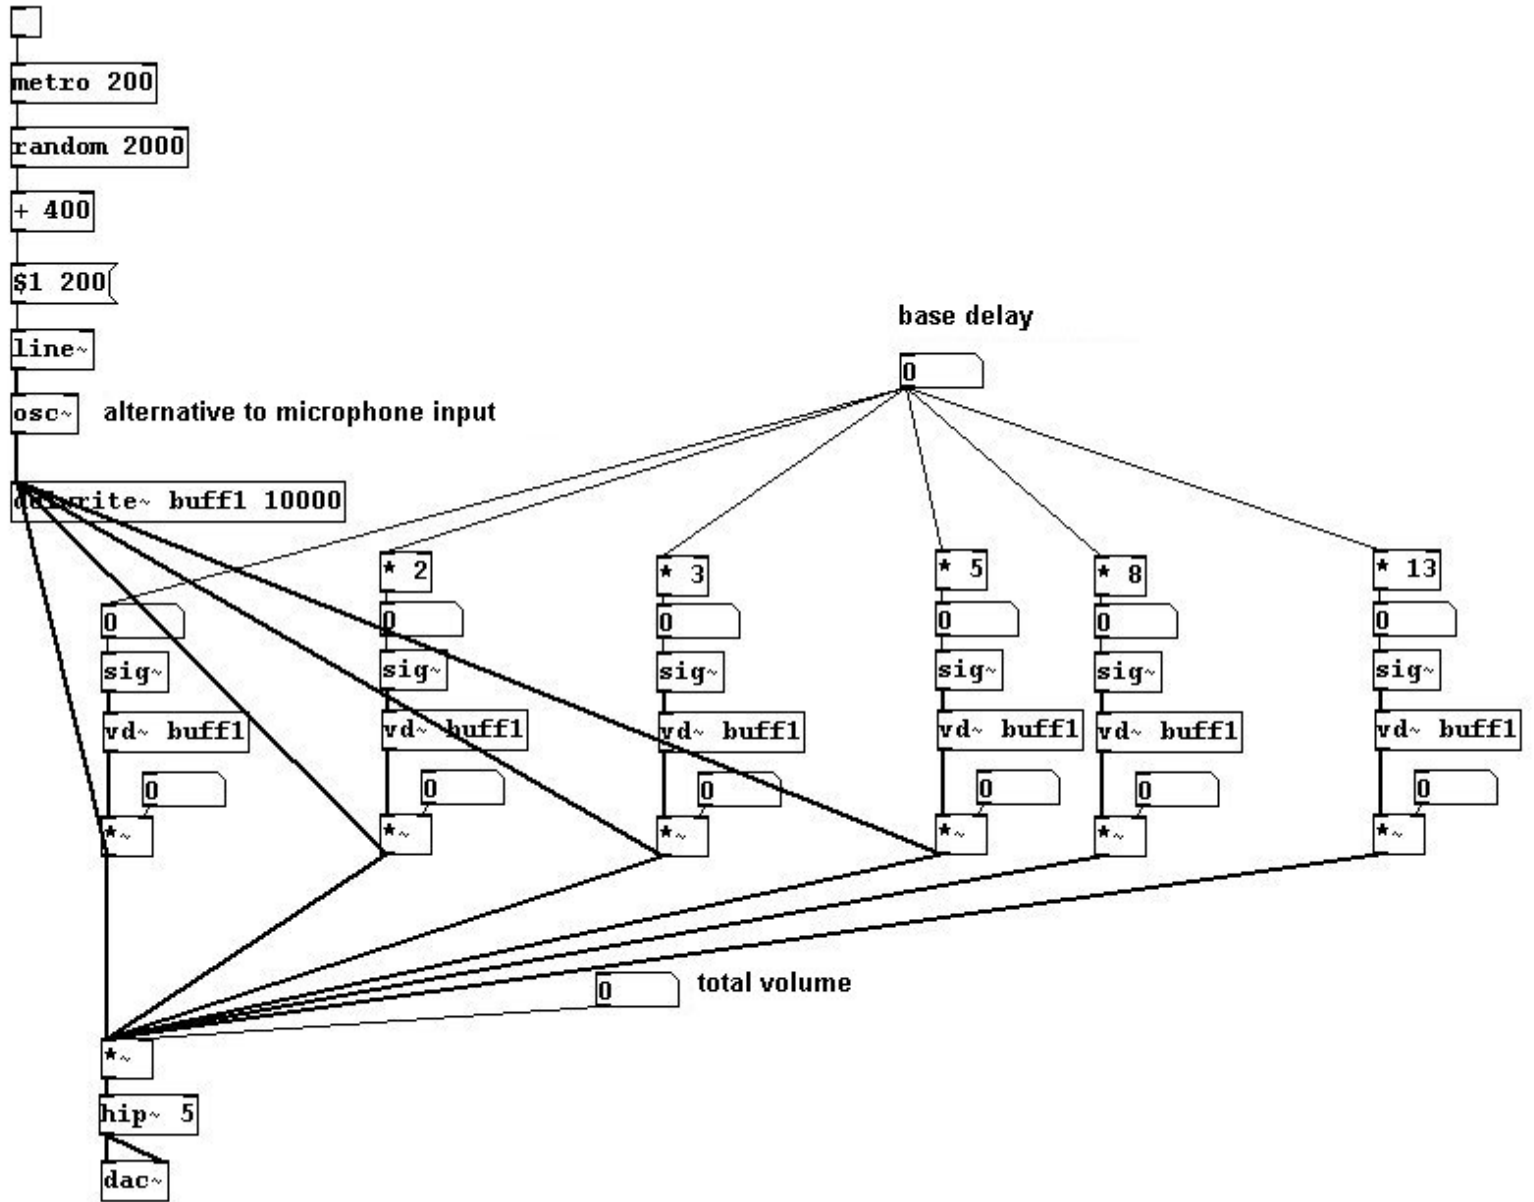 metro 200
random 2000
+ 400
$1 200
line~
base delay
0
osc~ alternative to microphone input
delwrite~ buff1 10000
* 2 * 3 * 5 * 8 * 13
0 0 0 0 0 0
sig~ sig~ sig~ sig~ sig~ sig~
vd~ buff1 vd~ buff1 vd~ buff1 vd~ buff1 vd~ buff1 vd~ buff1
0 0 0 0 0 0
*~ *~ *~ *~ *~ *~
0 total volume
*~
hip~ 5
dac~